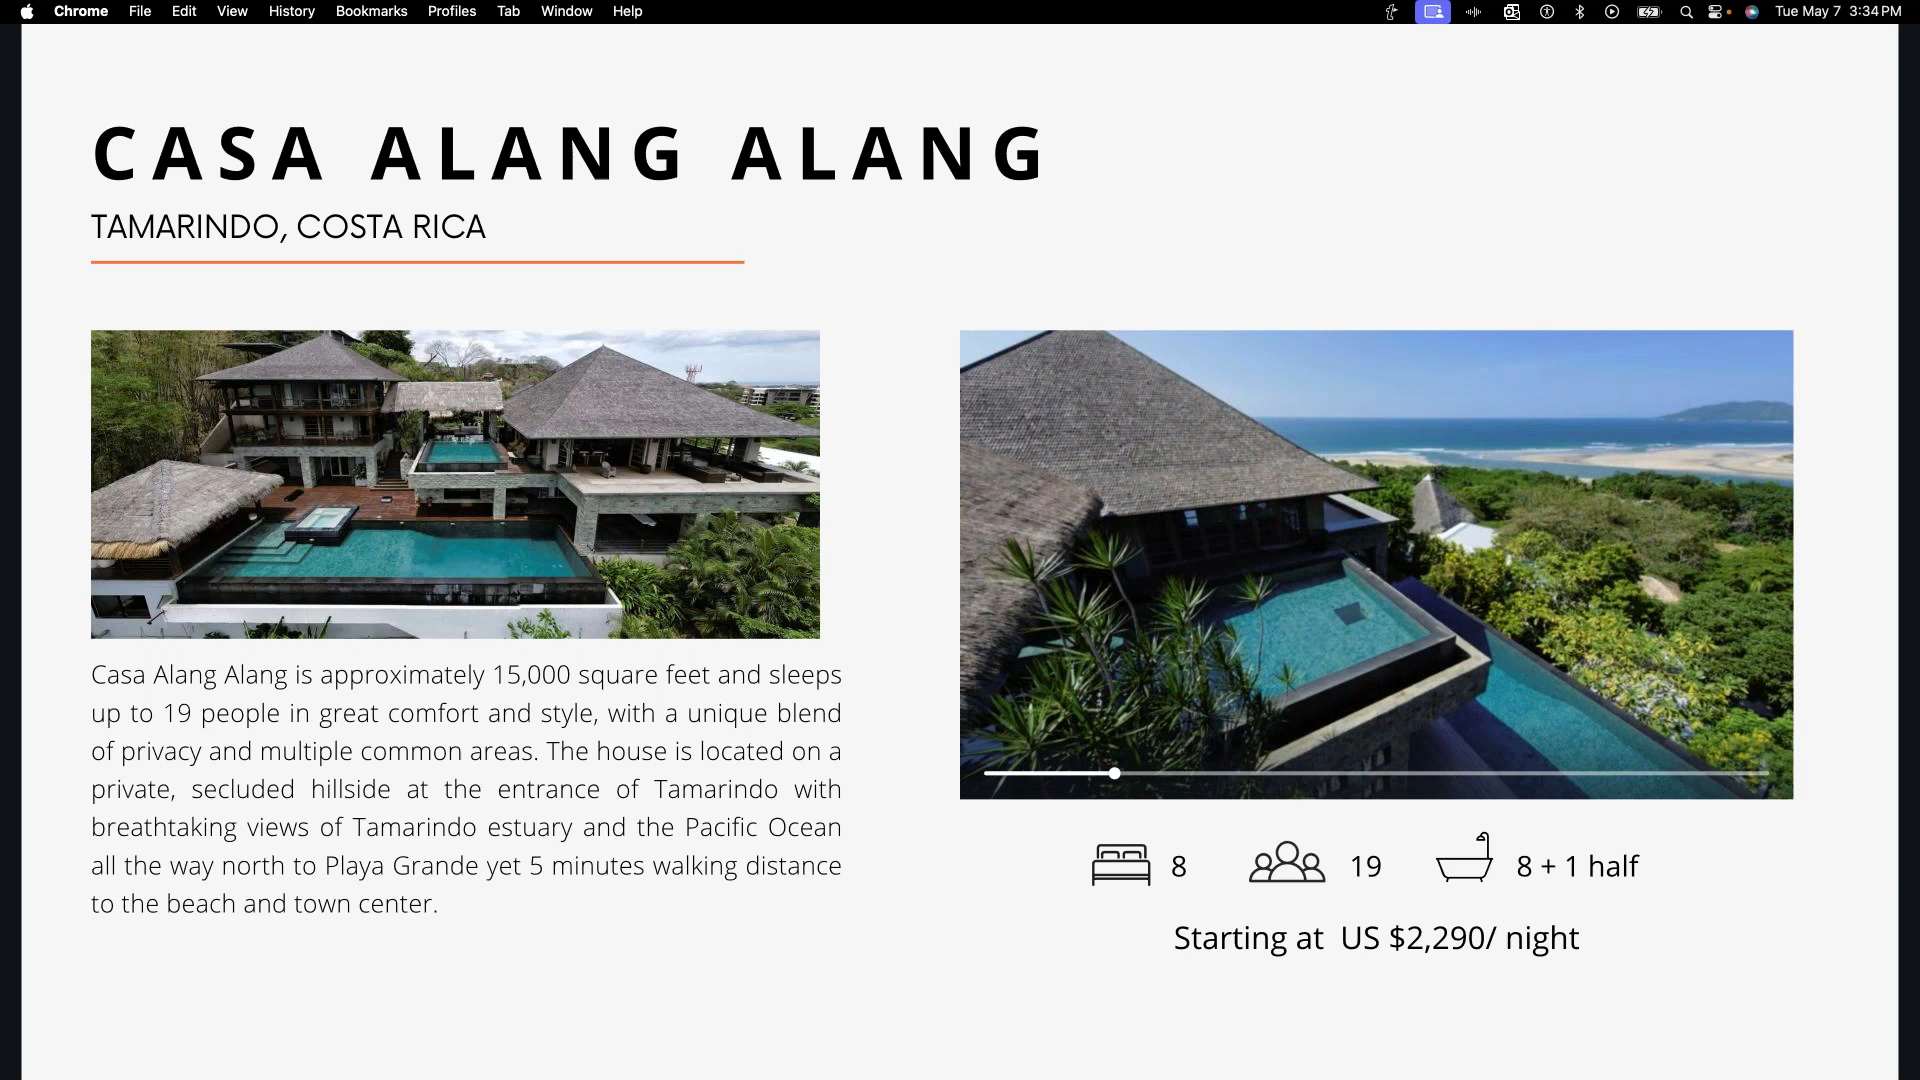 Chrome File Edit View History Bookmarks Profiles Tab Window Help Tue May 7 3:34 PM
CASA ALANG ALANG
TAMARINDO, COSTA RICA
Casa Alang Alang is approximately 15,000 square feet and sleeps
up to 19 people in great comfort and style, with a unique blend
of privacy and multiple common areas. The house is located on a
private, secluded hillside at the entrance of Tamarindo with
breathtaking views of Tamarindo estuary and the Pacific Ocean
all the way north to Playa Grande yet 5 minutes walking distance
to the beach and town center.
8 19 8 + 1 half
Starting at US $2,290/ night